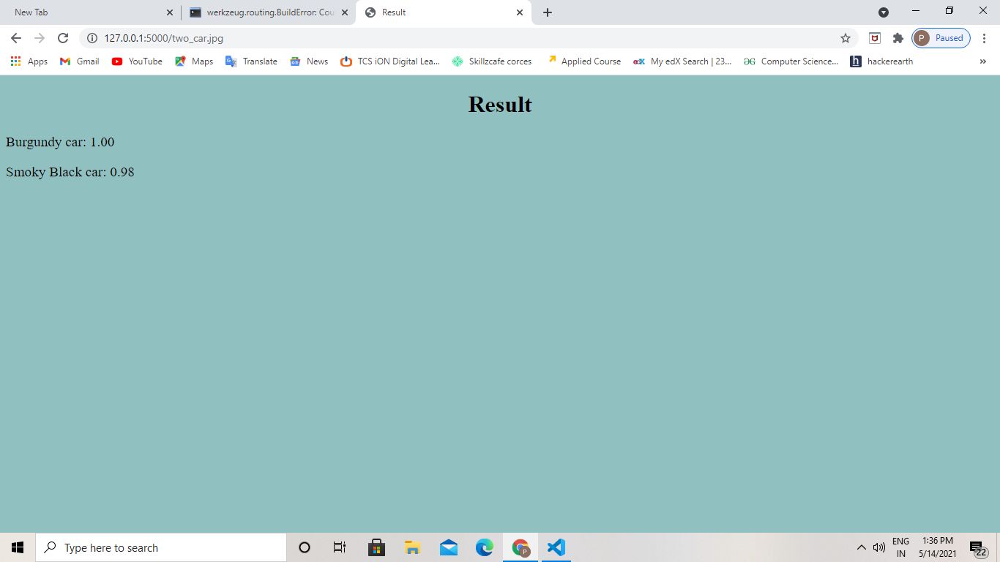 New Tab
werkzeug.routing.BuildError: Cou
Result
127.0.0.1:5000/two_car.jpg
P Paused
Apps Gmail YouTube Maps Translate News TCS iON Digital Lea... Skillzcafe corces Applied Course edX My edX Search | 23... Computer Science... h hackerearth »
Result
Burgundy car: 1.00
Smoky Black car: 0.98
Type here to search
P
ENG
IN
1:36 PM
5/14/2021
22